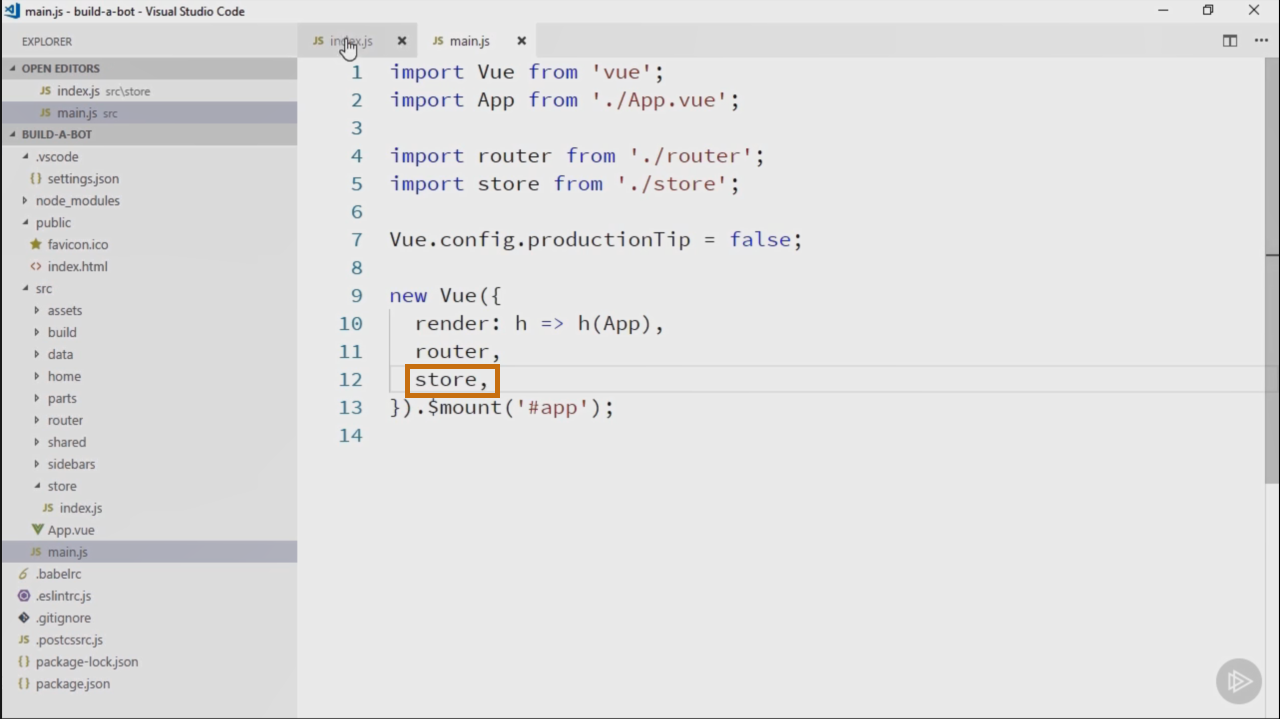 main.js - build-a-bot - Visual Studio Code
EXPLORER
OPEN EDITORS
JS index.js src\store
JS main.js src
BUILD-A-BOT
.vscode
{} settings.json
node_modules
public
favicon.ico
<> index.html
src
assets
build
data
home
parts
router
shared
sidebars
store
JS index.js
App.vue
JS main.js
6 .babelrc
.eslintrc.js
.gitignore
JS .postcssrc.js
{} package-lock.json
{} package.json
JS index.js
JS main.js
1 import Vue from 'vue';
2 import App from './App.vue';
3
4 import router from './router';
5 import store from './store';
6
7 Vue.config.productionTip = false;
8
9 new Vue({
10 render: h => h(App),
11 router,
12 store,
13 }).$mount('#app');
14